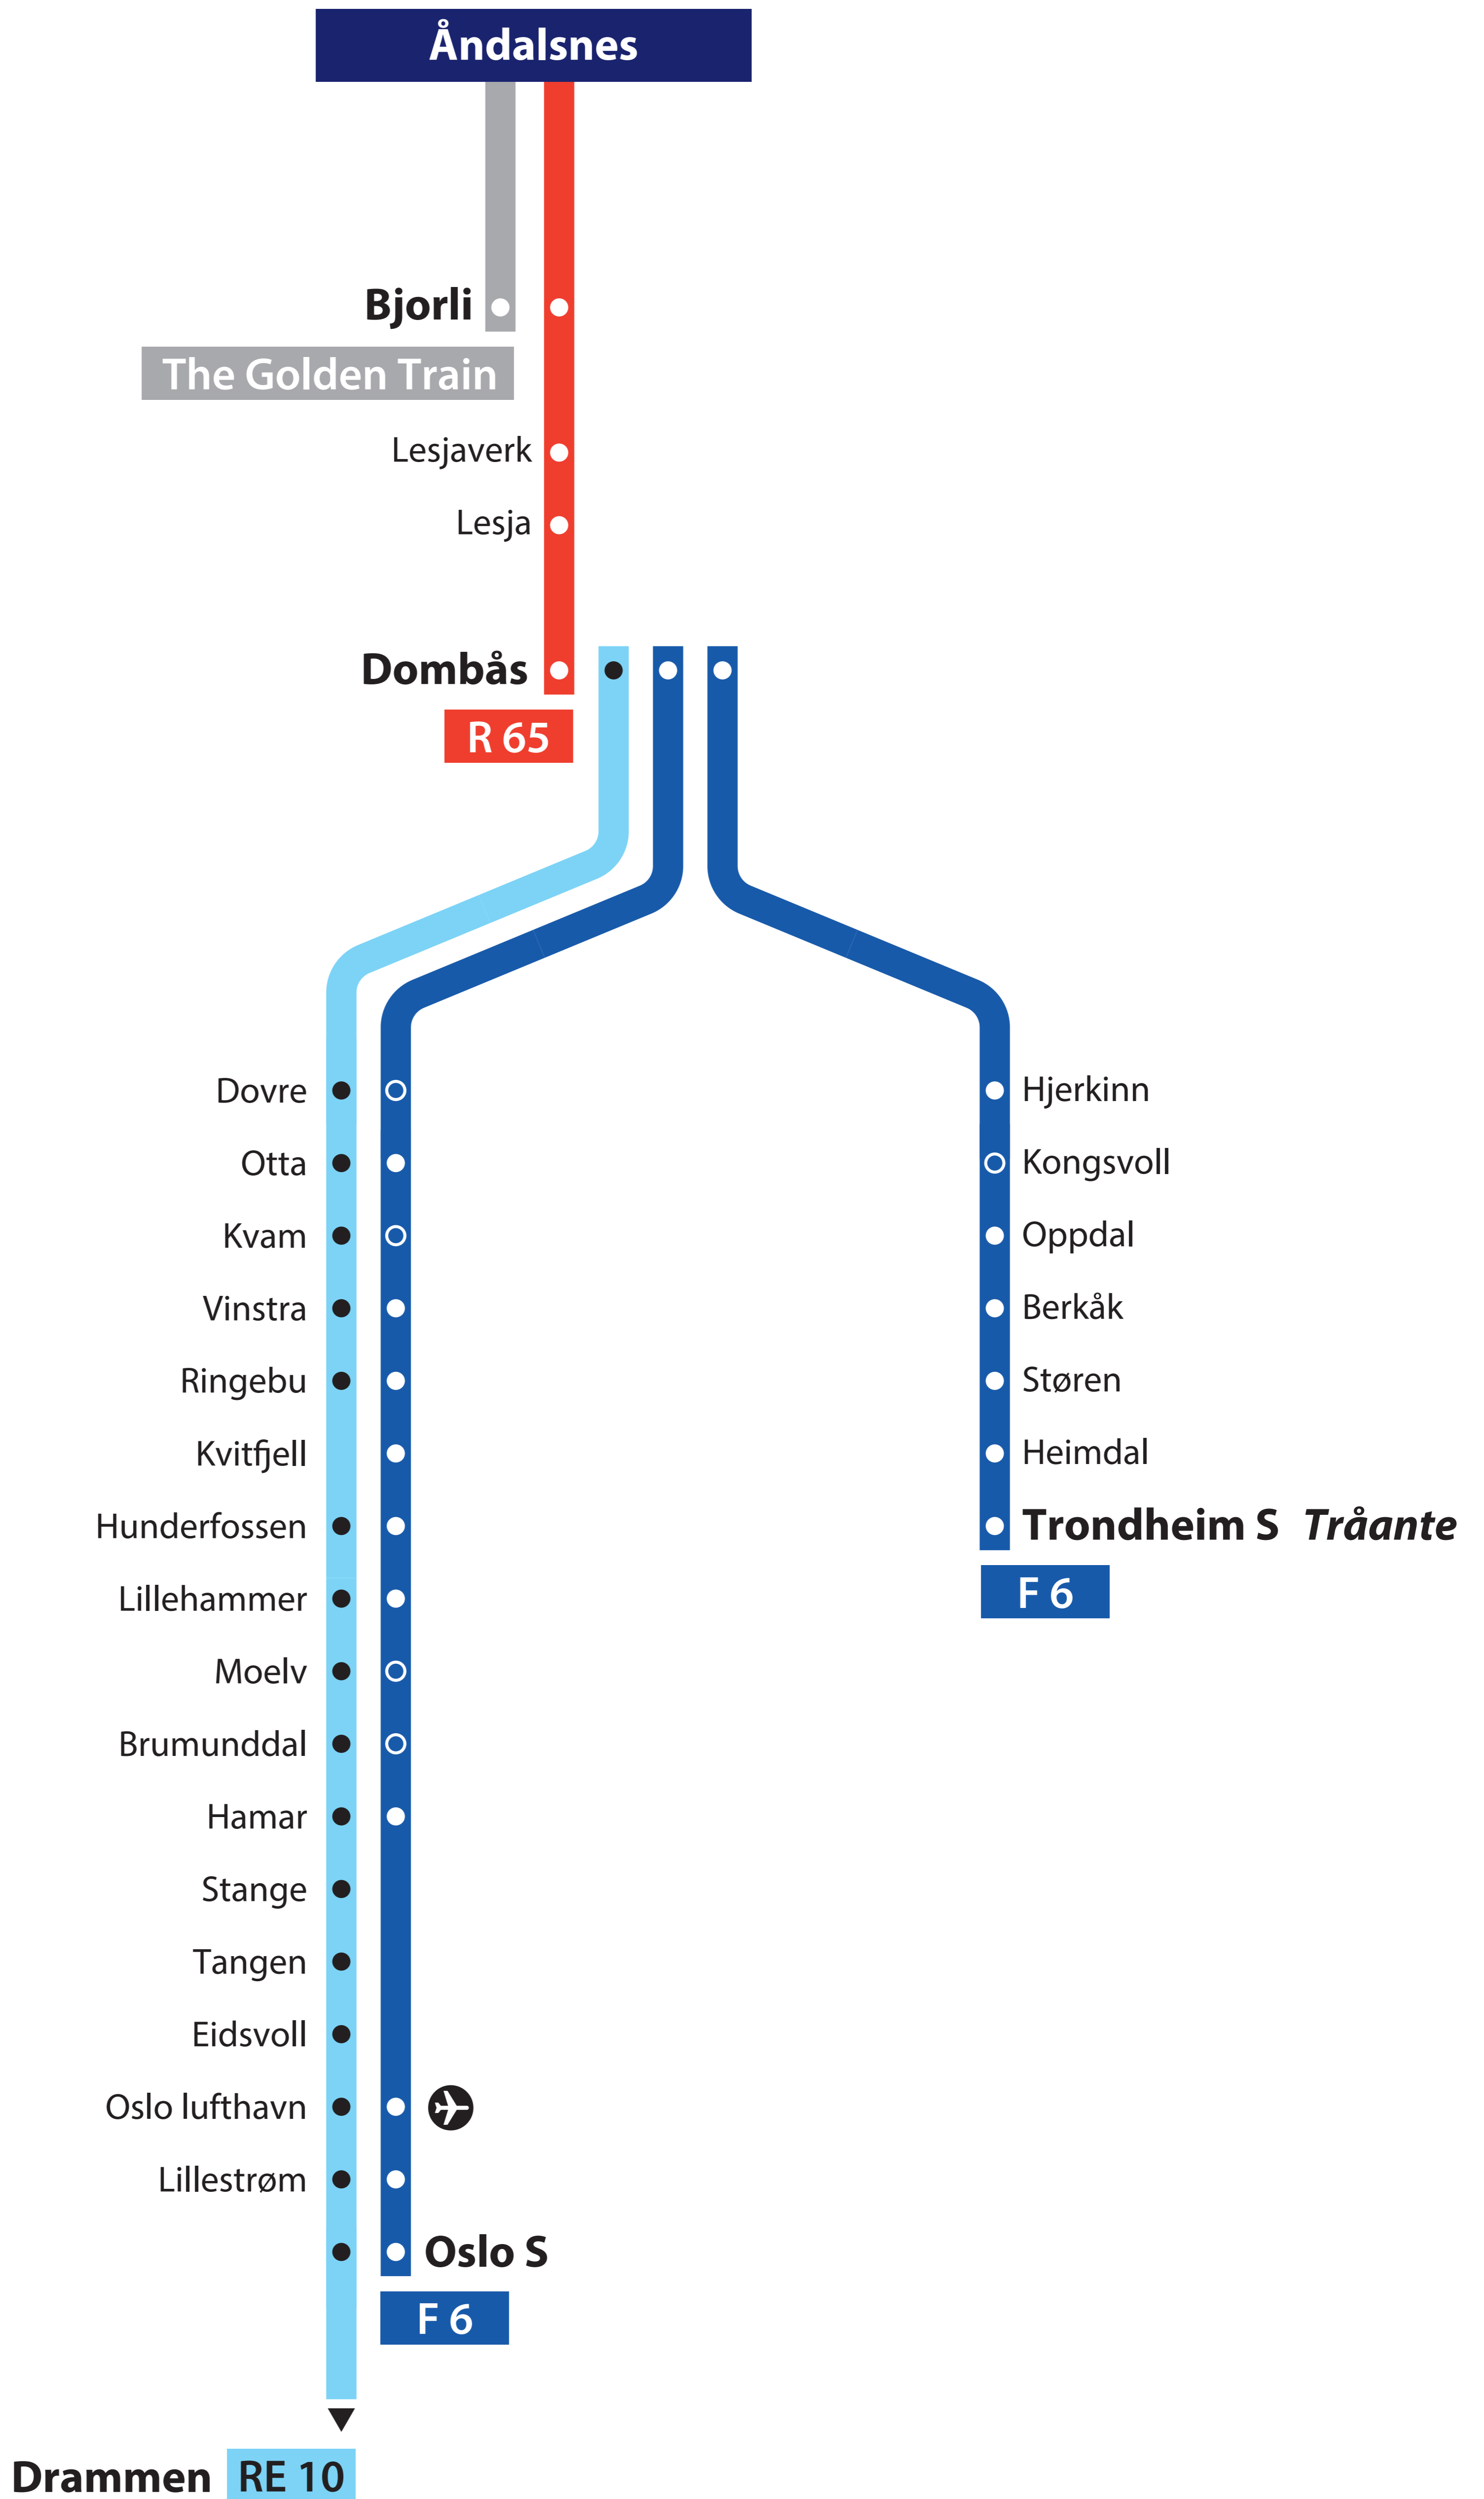 Åndalsnes
Bjorli
The Golden Train
Lesjaverk
Lesja
Dombås
R 65
Dovre
Otta
Kvam
Vinstra
Ringebu
Kvitfjell
Hunderfossen
Lillehammer
Moelv
Brumunddal
Hamar
Stange
Tangen
Eidsvoll
Oslo lufthavn
Lillestrøm
Oslo S
F 6
Drammen RE 10
Hjerkinn
Kongsvoll
Oppdal
Berkåk
Støren
Heimdal
Trondheim S Tråante
F 6